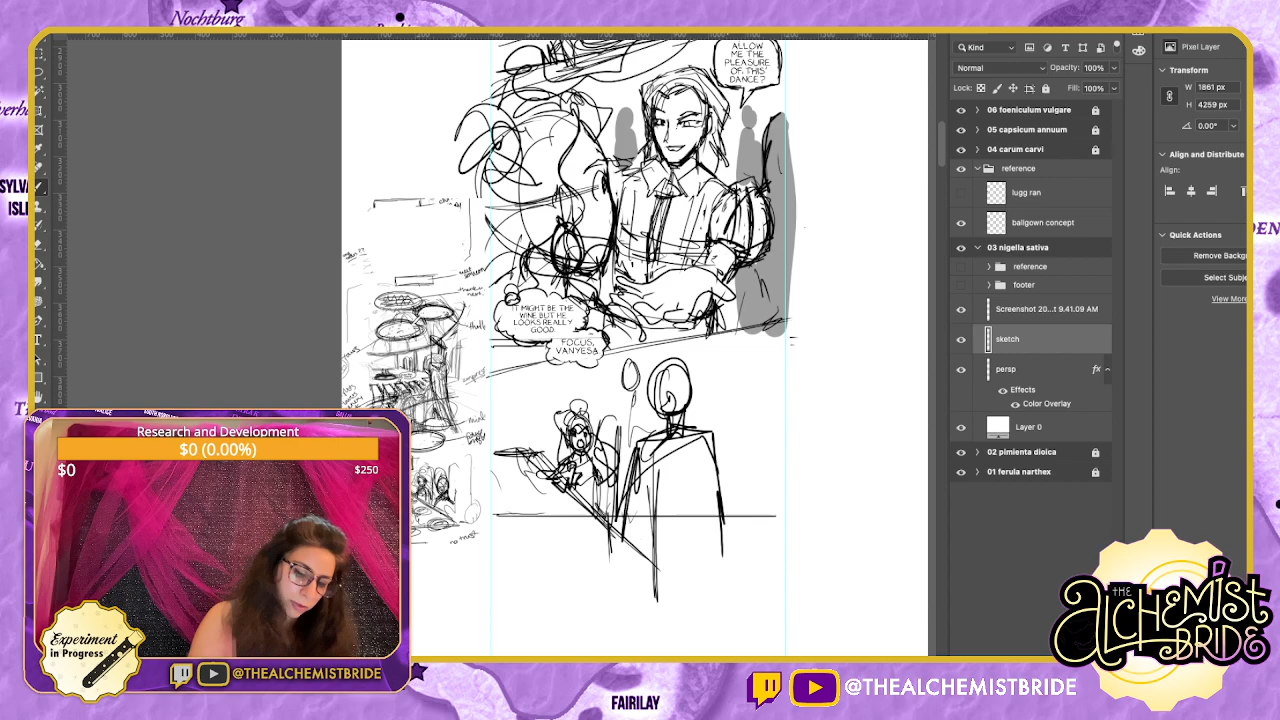 Nochtburg
SYLVA
ISL
FAIRILAY
ALLOW
ME THE
PLEASURE
OF THIS
DANCE?
IT MIGHT BE THE
WINE BUT HE
LOOKS REALLY
GOOD.
FOCUS,
VANYESA
Kind
Normal
Opacity: 100%
Lock:
Fill: 100%
06 foeniculum vulgare
05 capsicum annuum
04 carum carvi
reference
lugg ran
ballgown concept
03 nigella sativa
reference
footer
Screenshot 20...t 9.41.09 AM
sketch
persp
fx
Effects
Color Overlay
Layer 0
02 pimienta dioica
01 ferula narthex
Pixel Layer
Transform
W 1861 px
H 4259 px
0.00°
Align and Distribute
Align:
Quick Actions
Remove Backg
Select Subje
View More
Research and Development
$0 (0.00%)
$0
$250
Experiment
in Progress
@THEALCHEMISTBRIDE
@THEALCHEMISTBRIDE
THE
ALCHEMIST
BRIDE